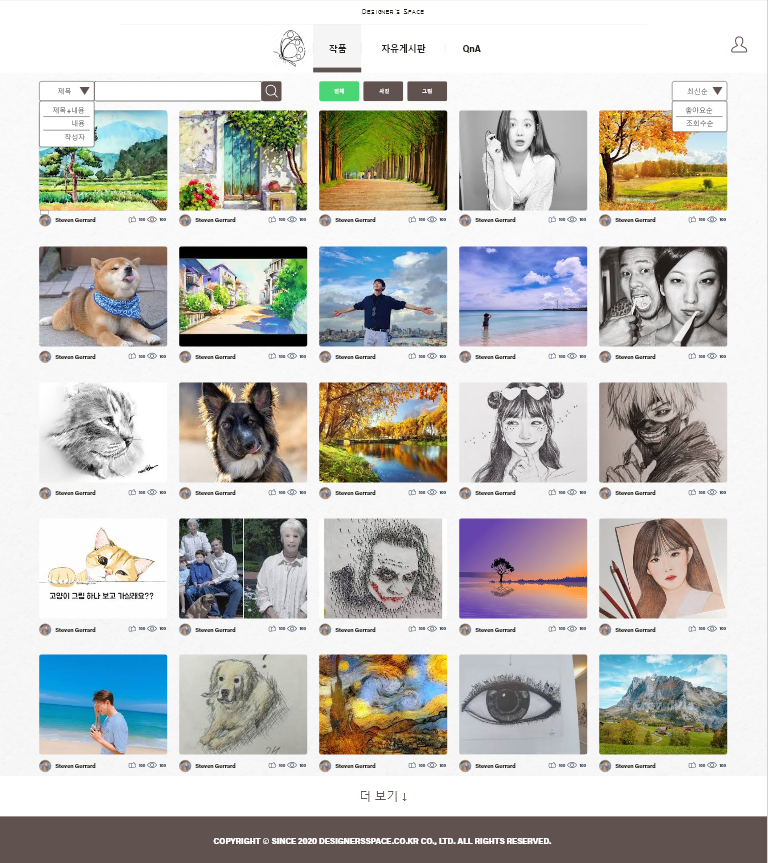 Designer's Space
작품 자유게시판 QnA
제목 전체 사진 그림 최신순
제목+내용
내용
작성자
좋아요순
조회수순
Steven Gerrard 100 100 Steven Gerrard 100 100 Steven Gerrard 100 100 Steven Gerrard 100 100 Steven Gerrard 100 100
Steven Gerrard 100 100 Steven Gerrard 100 100 Steven Gerrard 100 100 Steven Gerrard 100 100 Steven Gerrard 100 100
Steven Gerrard 100 100 Steven Gerrard 100 100 Steven Gerrard 100 100 Steven Gerrard 100 100 Steven Gerrard 100 100
고양이 그림 하나 보고 가실래요??
Steven Gerrard 100 100 Steven Gerrard 100 100 Steven Gerrard 100 100 Steven Gerrard 100 100 Steven Gerrard 100 100
Steven Gerrard 100 100 Steven Gerrard 100 100 Steven Gerrard 100 100 Steven Gerrard 100 100 Steven Gerrard 100 100
더 보기 ↓
COPYRIGHT © SINCE 2020 DESIGNERSSPACE.CO.KR CO., LTD. ALL RIGHTS RESERVED.